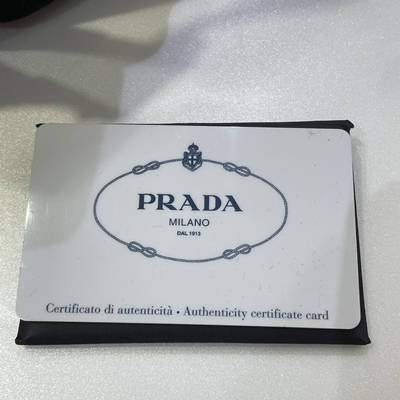 PRADA
MILANO
DAL 1913
Certificato di autenticità • Authenticity certificate card